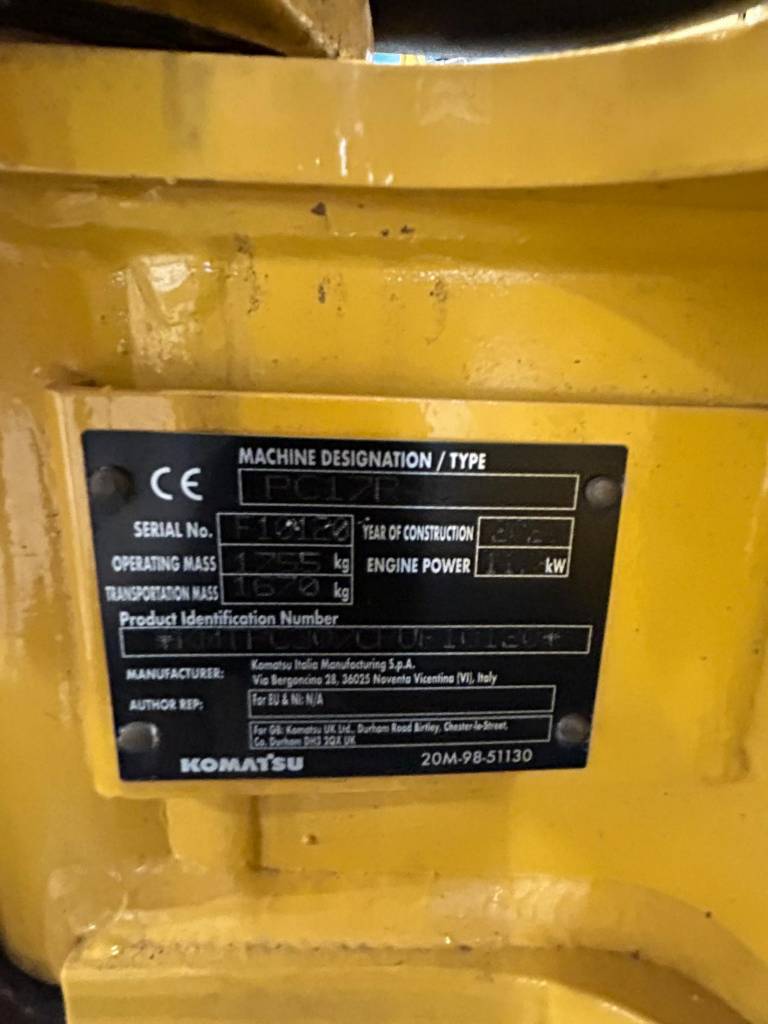 CE
MACHINE DESIGNATION / TYPE
PC17R
SERIAL No. F10120 YEAR OF CONSTRUCTION
OPERATING MASS 1755 kg ENGINE POWER kW
TRANSPORTATION MASS 1670 kg
Product Identification Number
MANUFACTURER: Komatsu Italia Manufacturing S.p.A.
Via Bergoncino 28, 36025 Noventa Vicentina (VI), Italy
AUTHOR REP: For EU & NI: N/A
For GB: Komatsu UK Ltd., Durham Road Birtley, Chester-le-Street,
Co. Durham DH3 2QX UK
KOMATSU 20M-98-51130